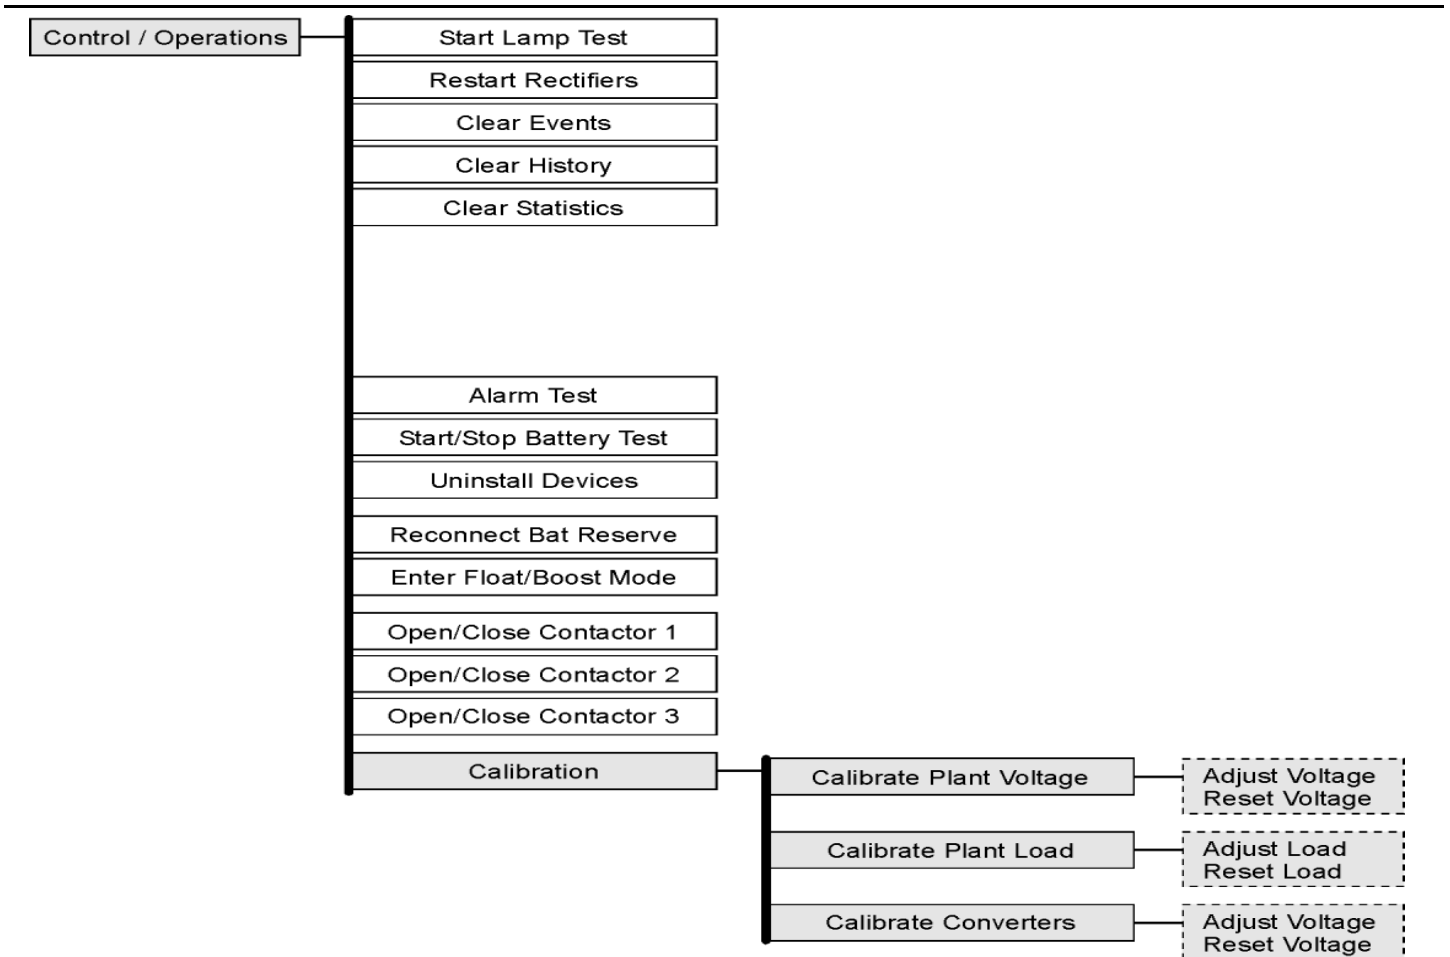 Control / Operations
Start Lamp Test
Restart Rectifiers
Clear Events
Clear History
Clear Statistics
Alarm Test
Start/Stop Battery Test
Uninstall Devices
Reconnect Bat Reserve
Enter Float/Boost Mode
Open/Close Contactor 1
Open/Close Contactor 2
Open/Close Contactor 3
Calibration
Calibrate Plant Voltage
Adjust Voltage
Reset Voltage
Calibrate Plant Load
Adjust Load
Reset Load
Calibrate Converters
Adjust Voltage
Reset Voltage